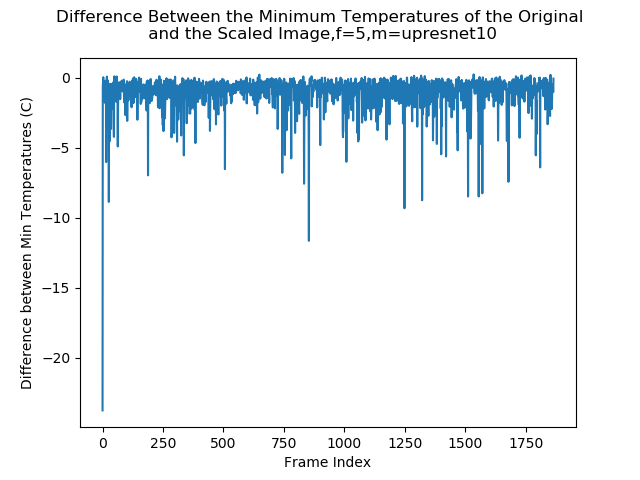 Difference Between the Minimum Temperatures of the Original
and the Scaled Image,f=5,m=upresnet10
Difference between Min Temperatures (C)
0
−5
−10
−15
−20
0 250 500 750 1000 1250 1500 1750
Frame Index